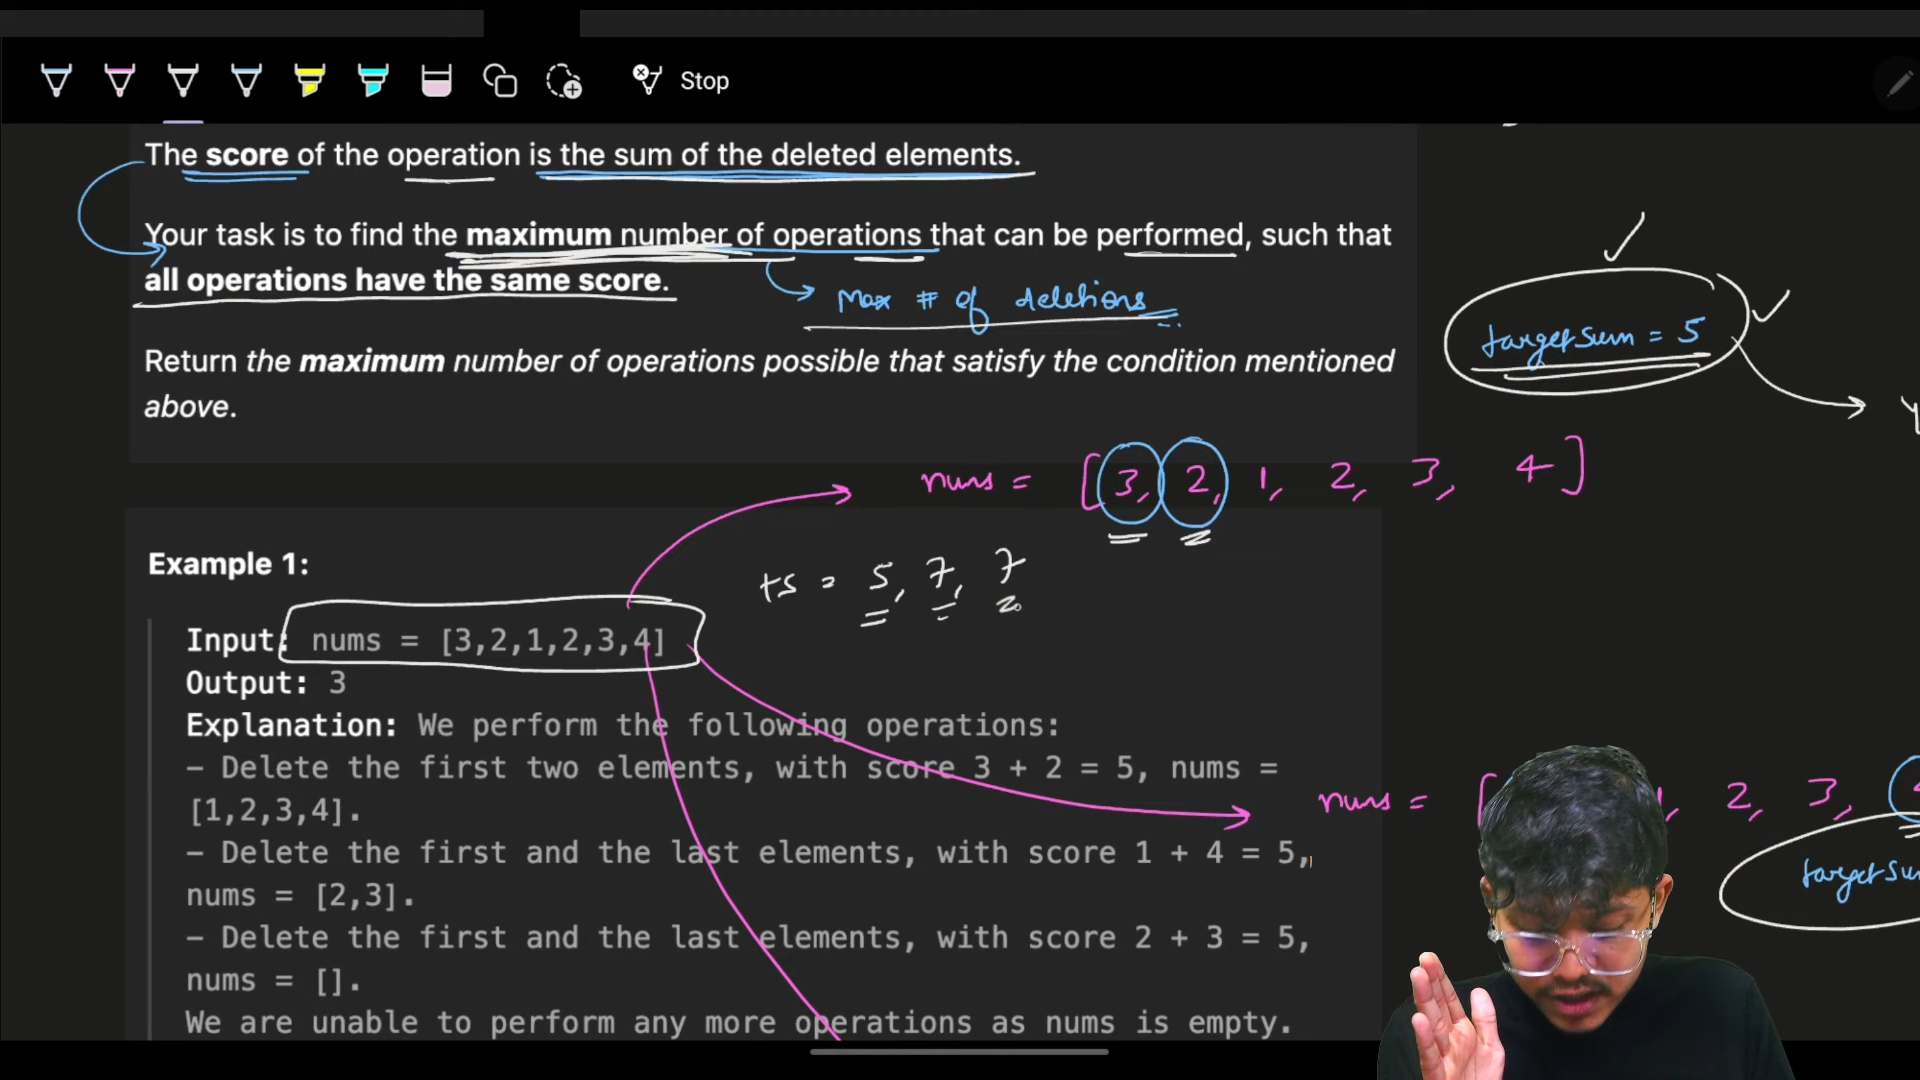 Stop
The score of the operation is the sum of the deleted elements.
Your task is to find the maximum number of operations that can be performed, such that
all operations have the same score.
max # of deletions
targetsum = 5
Return the maximum number of operations possible that satisfy the condition mentioned
above.
nums = [3, 2, 1, 2, 3, 4]
Example 1:
ts = 5, 7, 7
Input: nums = [3,2,1,2,3,4]
Output: 3
Explanation: We perform the following operations:
- Delete the first two elements, with score 3 + 2 = 5, nums =
[1,2,3,4].
nums = [ 1, 2, 3,
- Delete the first and the last elements, with score 1 + 4 = 5,
nums = [2,3].
targetsu
- Delete the first and the last elements, with score 2 + 3 = 5,
nums = [].
We are unable to perform any more operations as nums is empty.